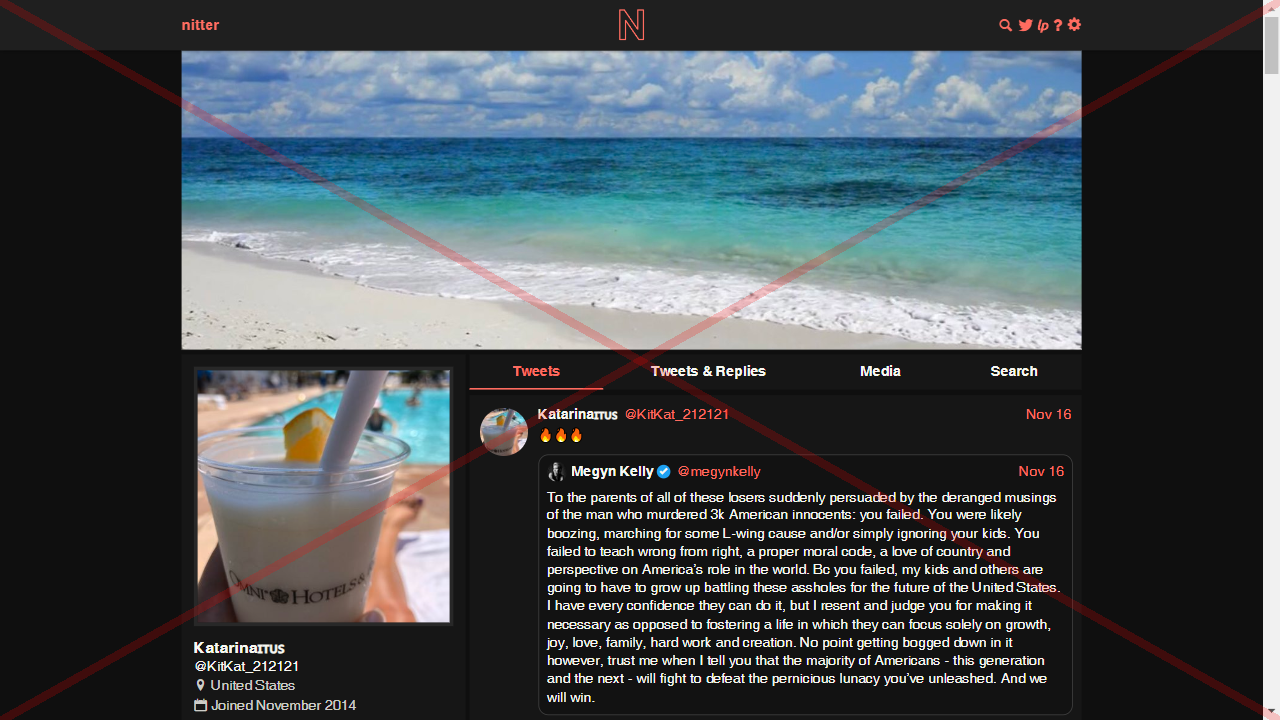 nitter
N
lp ?
Tweets
Tweets & Replies
Media
Search
Katarinaɪᴛᴜs @KitKat_212121
Nov 16
🔥🔥🔥
Megyn Kelly @megynkelly
Nov 16
To the parents of all of these losers suddenly persuaded by the deranged musings
of the man who murdered 3k American innocents: you failed. You were likely
boozing, marching for some L-wing cause and/or simply ignoring your kids. You
failed to teach wrong from right, a proper moral code, a love of country and
perspective on America's role in the world. Bc you failed, my kids and others are
going to have to grow up battling these assholes for the future of the United States.
I have every confidence they can do it, but I resent and judge you for making it
necessary as opposed to fostering a life in which they can focus solely on growth,
joy, love, family, hard work and creation. No point getting bogged down in it
however, trust me when I tell you that the majority of Americans - this generation
and the next - will fight to defeat the pernicious lunacy you've unleashed. And we
will win.
OMNI HOTELS &
Katarinaɪᴛᴜs
@KitKat_212121
United States
Joined November 2014